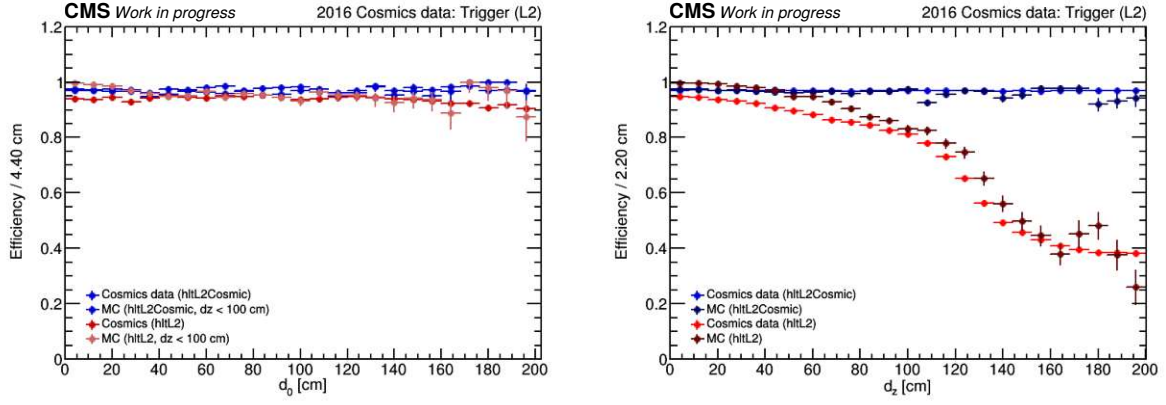 CMS Work in progress 2016 Cosmics data: Trigger (L2)
Efficiency / 4.40 cm
1.2
1
0.8
0.6
0.4
0.2
0
Cosmics data (hltL2Cosmic)
MC (hltL2Cosmic, dz < 100 cm)
Cosmics (hltL2)
MC (hltL2, dz < 100 cm)
0 20 40 60 80 100 120 140 160 180 200
d0 [cm]
CMS Work in progress 2016 Cosmics data: Trigger (L2)
Efficiency / 2.20 cm
1.2
1
0.8
0.6
0.4
0.2
0
Cosmics data (hltL2Cosmic)
MC (hltL2Cosmic)
Cosmics data (hltL2)
MC (hltL2)
0 20 40 60 80 100 120 140 160 180 200
dz [cm]